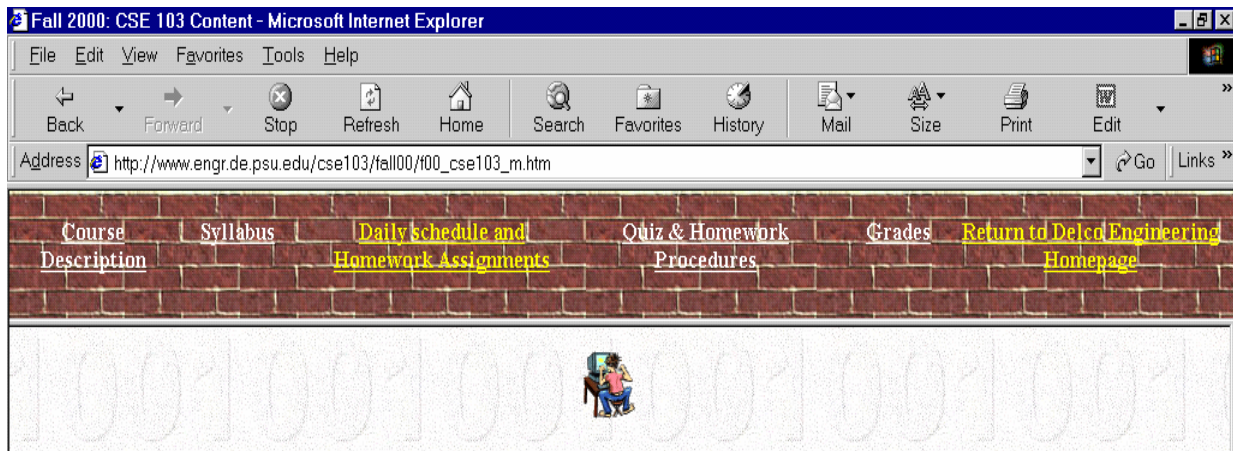 Fall 2000: CSE 103 Content - Microsoft Internet Explorer
File Edit View Favorites Tools Help
Back Forward Stop Refresh Home Search Favorites History Mail Size Print Edit »
Address http://www.engr.de.psu.edu/cse103/fall00/f00_cse103_m.htm Go Links »
Course Syllabus Daily schedule and Quiz & Homework Grades Return to Delco Engineering
Description Homework Assignments Procedures Homepage